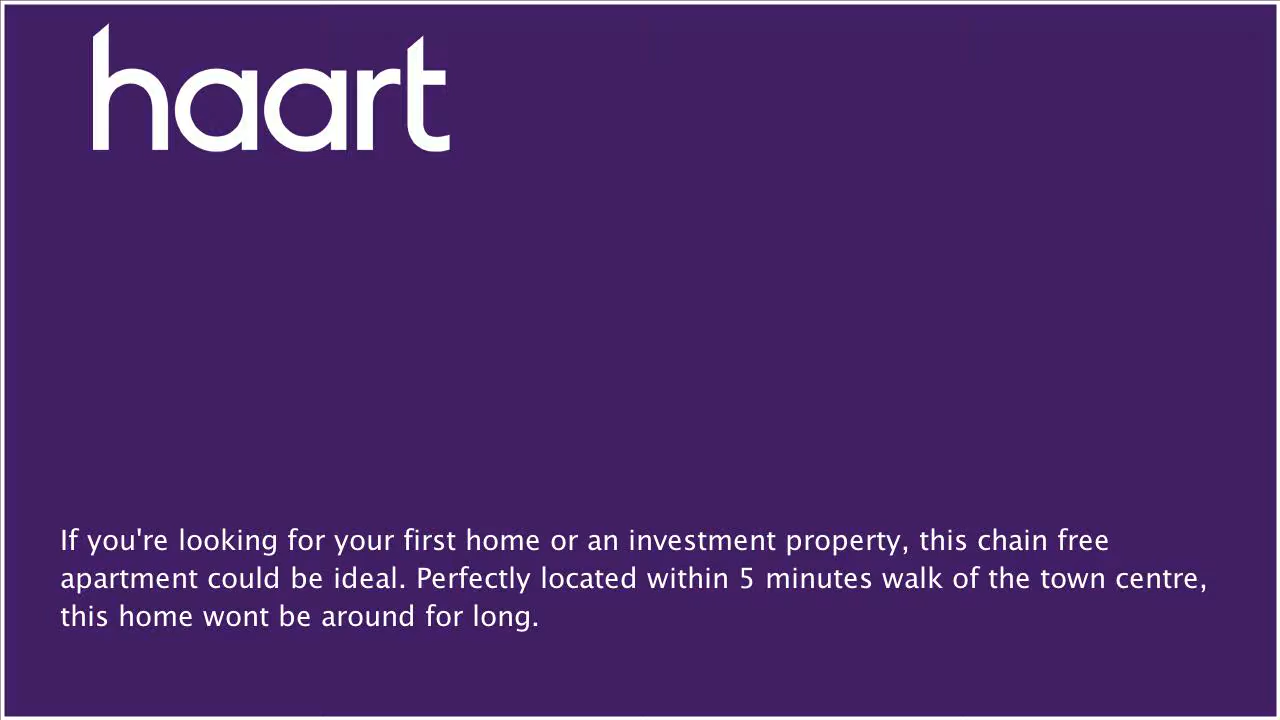 haart
If you're looking for your first home or an investment property, this chain free
apartment could be ideal. Perfectly located within 5 minutes walk of the town centre,
this home wont be around for long.